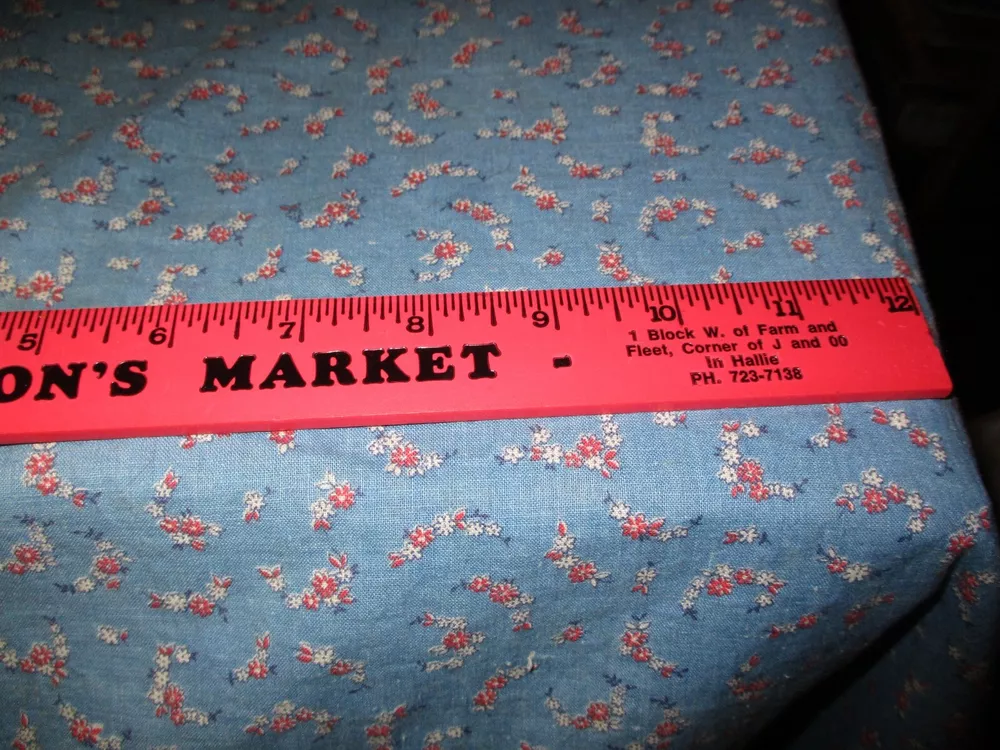 5 6 7 8 9 10 11 12
ON'S MARKET -
1 Block W. of Farm and
Fleet, Corner of J and OO
in Hallie
PH. 723-7138